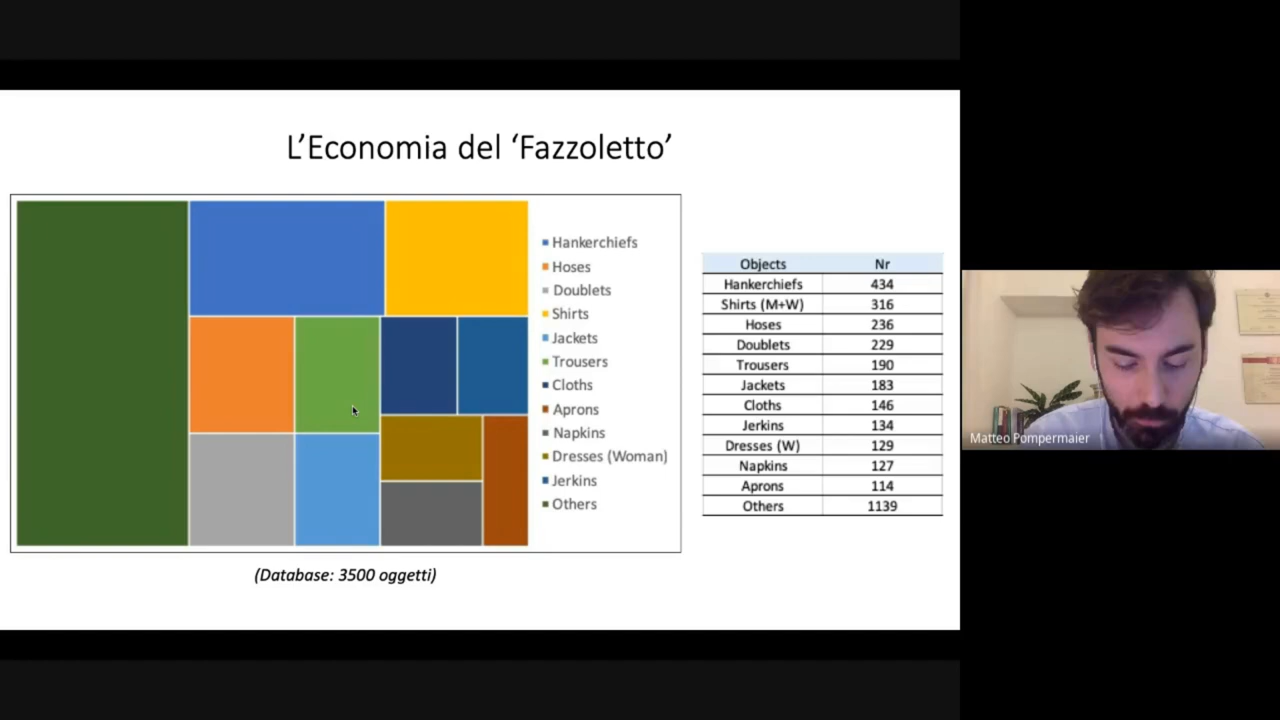 L'Economia del 'Fazzoletto'
Hankerchiefs
Hoses
Doublets
Shirts
Jackets
Trousers
Cloths
Aprons
Napkins
Dresses (Woman)
Jerkins
Others
Objects Nr
Hankerchiefs 434
Shirts (M+W) 316
Hoses 236
Doublets 229
Trousers 190
Jackets 183
Cloths 146
Jerkins 134
Dresses (W) 129
Napkins 127
Aprons 114
Others 1139
(Database: 3500 oggetti)
Matteo Pompermaier